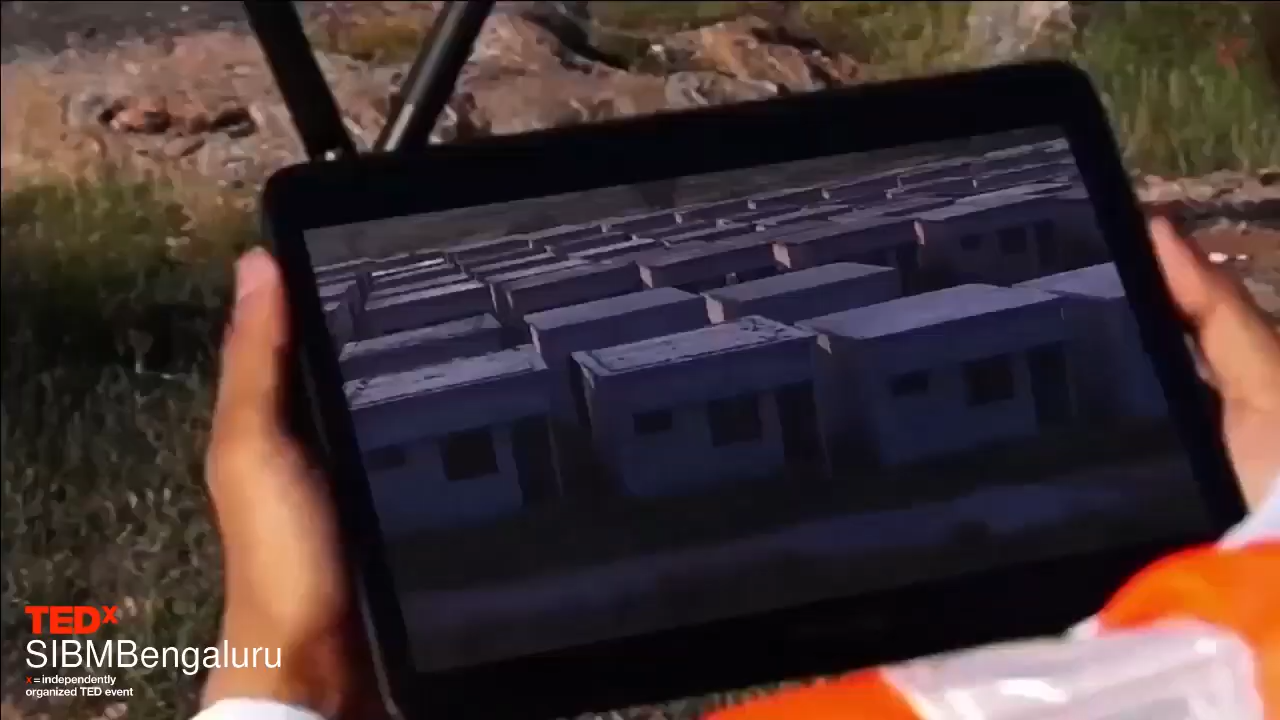 TEDx
SIBMBengaluru
x = independently
organized TED event